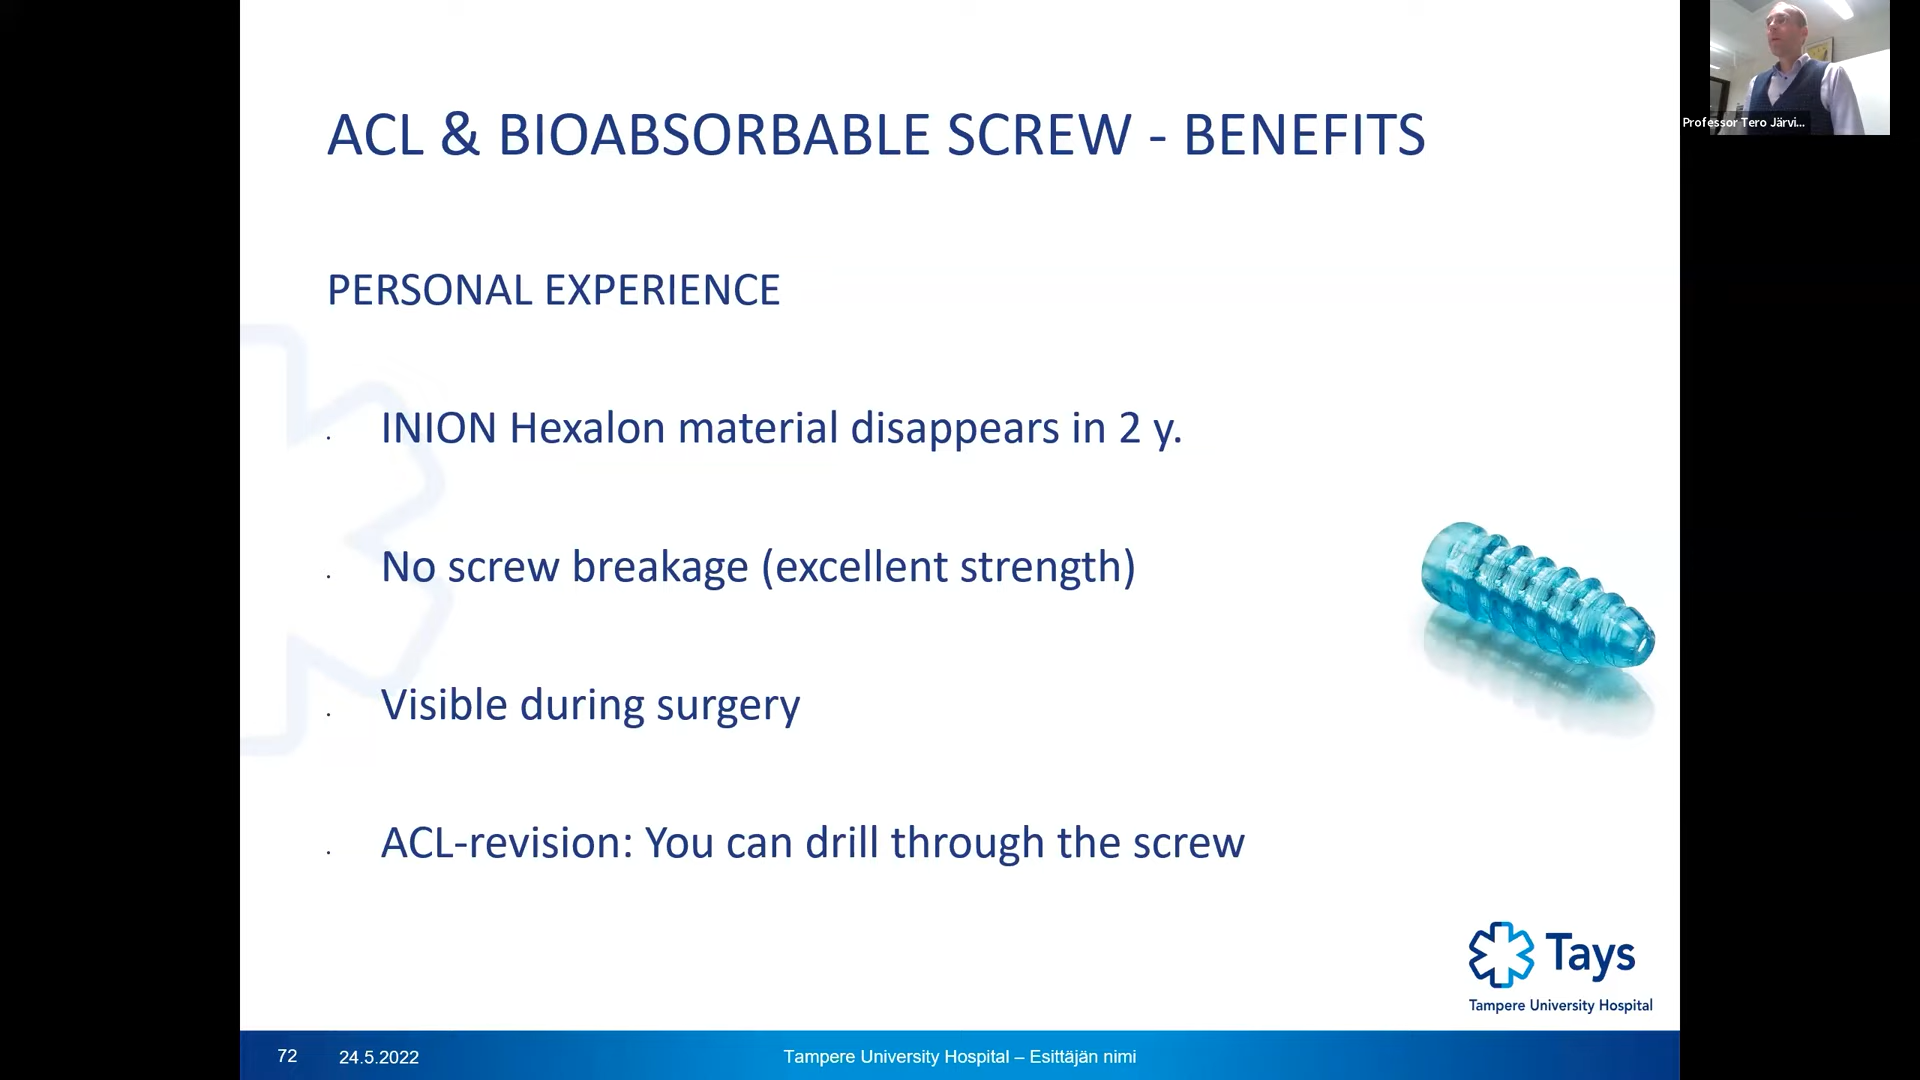 ACL & BIOABSORBABLE SCREW - BENEFITS
Professor Tero Järvi...
PERSONAL EXPERIENCE
INION Hexalon material disappears in 2 y.
No screw breakage (excellent strength)
Visible during surgery
ACL-revision: You can drill through the screw
Tays
Tampere University Hospital
72
24.5.2022
Tampere University Hospital – Esittäjän nimi